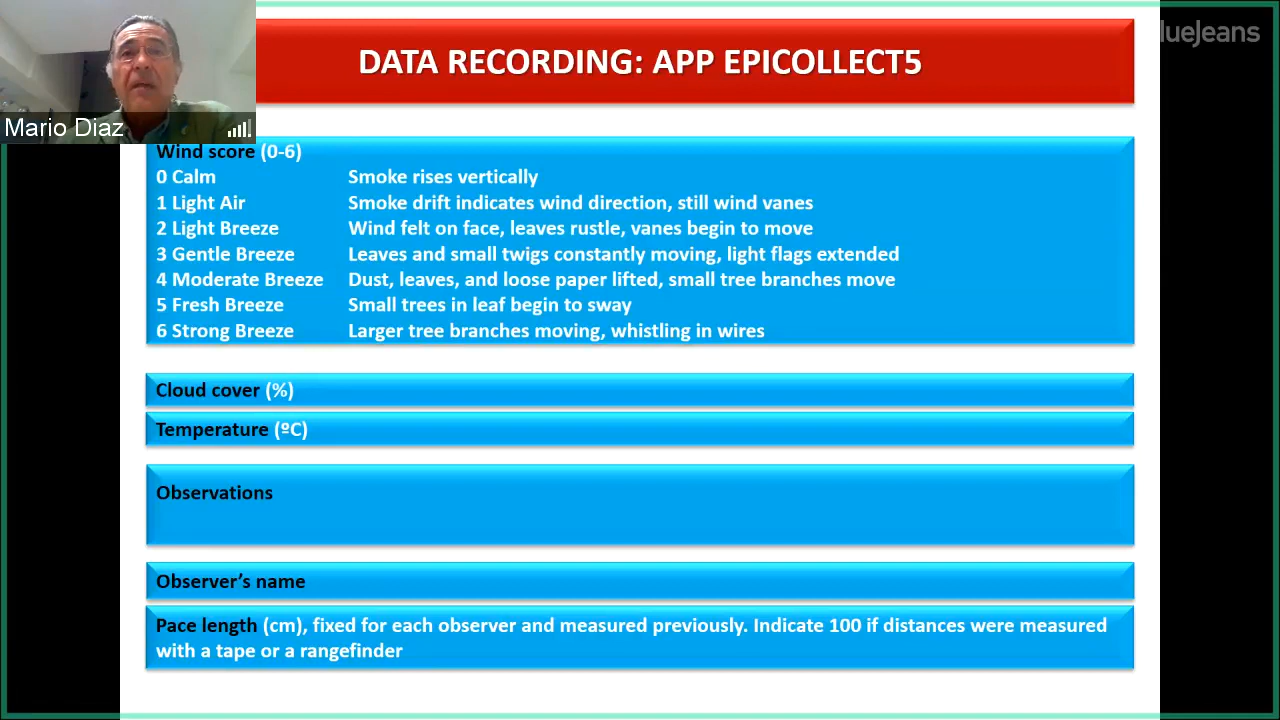 lueJeans
DATA RECORDING: APP EPICOLLECT5
Mario Diaz
Wind score (0-6)
0 Calm Smoke rises vertically
1 Light Air Smoke drift indicates wind direction, still wind vanes
2 Light Breeze Wind felt on face, leaves rustle, vanes begin to move
3 Gentle Breeze Leaves and small twigs constantly moving, light flags extended
4 Moderate Breeze Dust, leaves, and loose paper lifted, small tree branches move
5 Fresh Breeze Small trees in leaf begin to sway
6 Strong Breeze Larger tree branches moving, whistling in wires
Cloud cover (%)
Temperature (ºC)
Observations
Observer’s name
Pace length (cm), fixed for each observer and measured previously. Indicate 100 if distances were measured
with a tape or a rangefinder